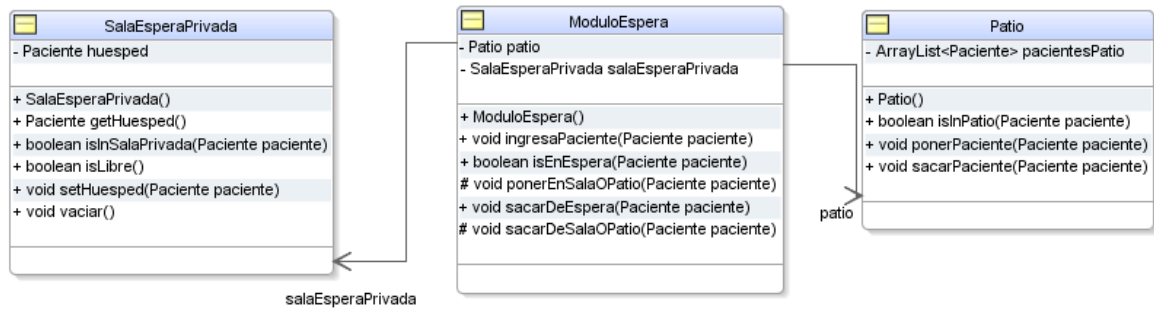 SalaEsperaPrivada
- Paciente huesped
+ SalaEsperaPrivada()
+ Paciente getHuesped()
+ boolean isInSalaPrivada(Paciente paciente)
+ boolean isLibre()
+ void setHuesped(Paciente paciente)
+ void vaciar()
ModuloEspera
- Patio patio
- SalaEsperaPrivada salaEsperaPrivada
+ ModuloEspera()
+ void ingresaPaciente(Paciente paciente)
+ boolean isEnEspera(Paciente paciente)
# void ponerEnSalaOPatio(Paciente paciente)
+ void sacarDeEspera(Paciente paciente)
# void sacarDeSalaOPatio(Paciente paciente)
Patio
- ArrayList<Paciente> pacientesPatio
+ Patio()
+ boolean isInPatio(Paciente paciente)
+ void ponerPaciente(Paciente paciente)
+ void sacarPaciente(Paciente paciente)
patio
salaEsperaPrivada